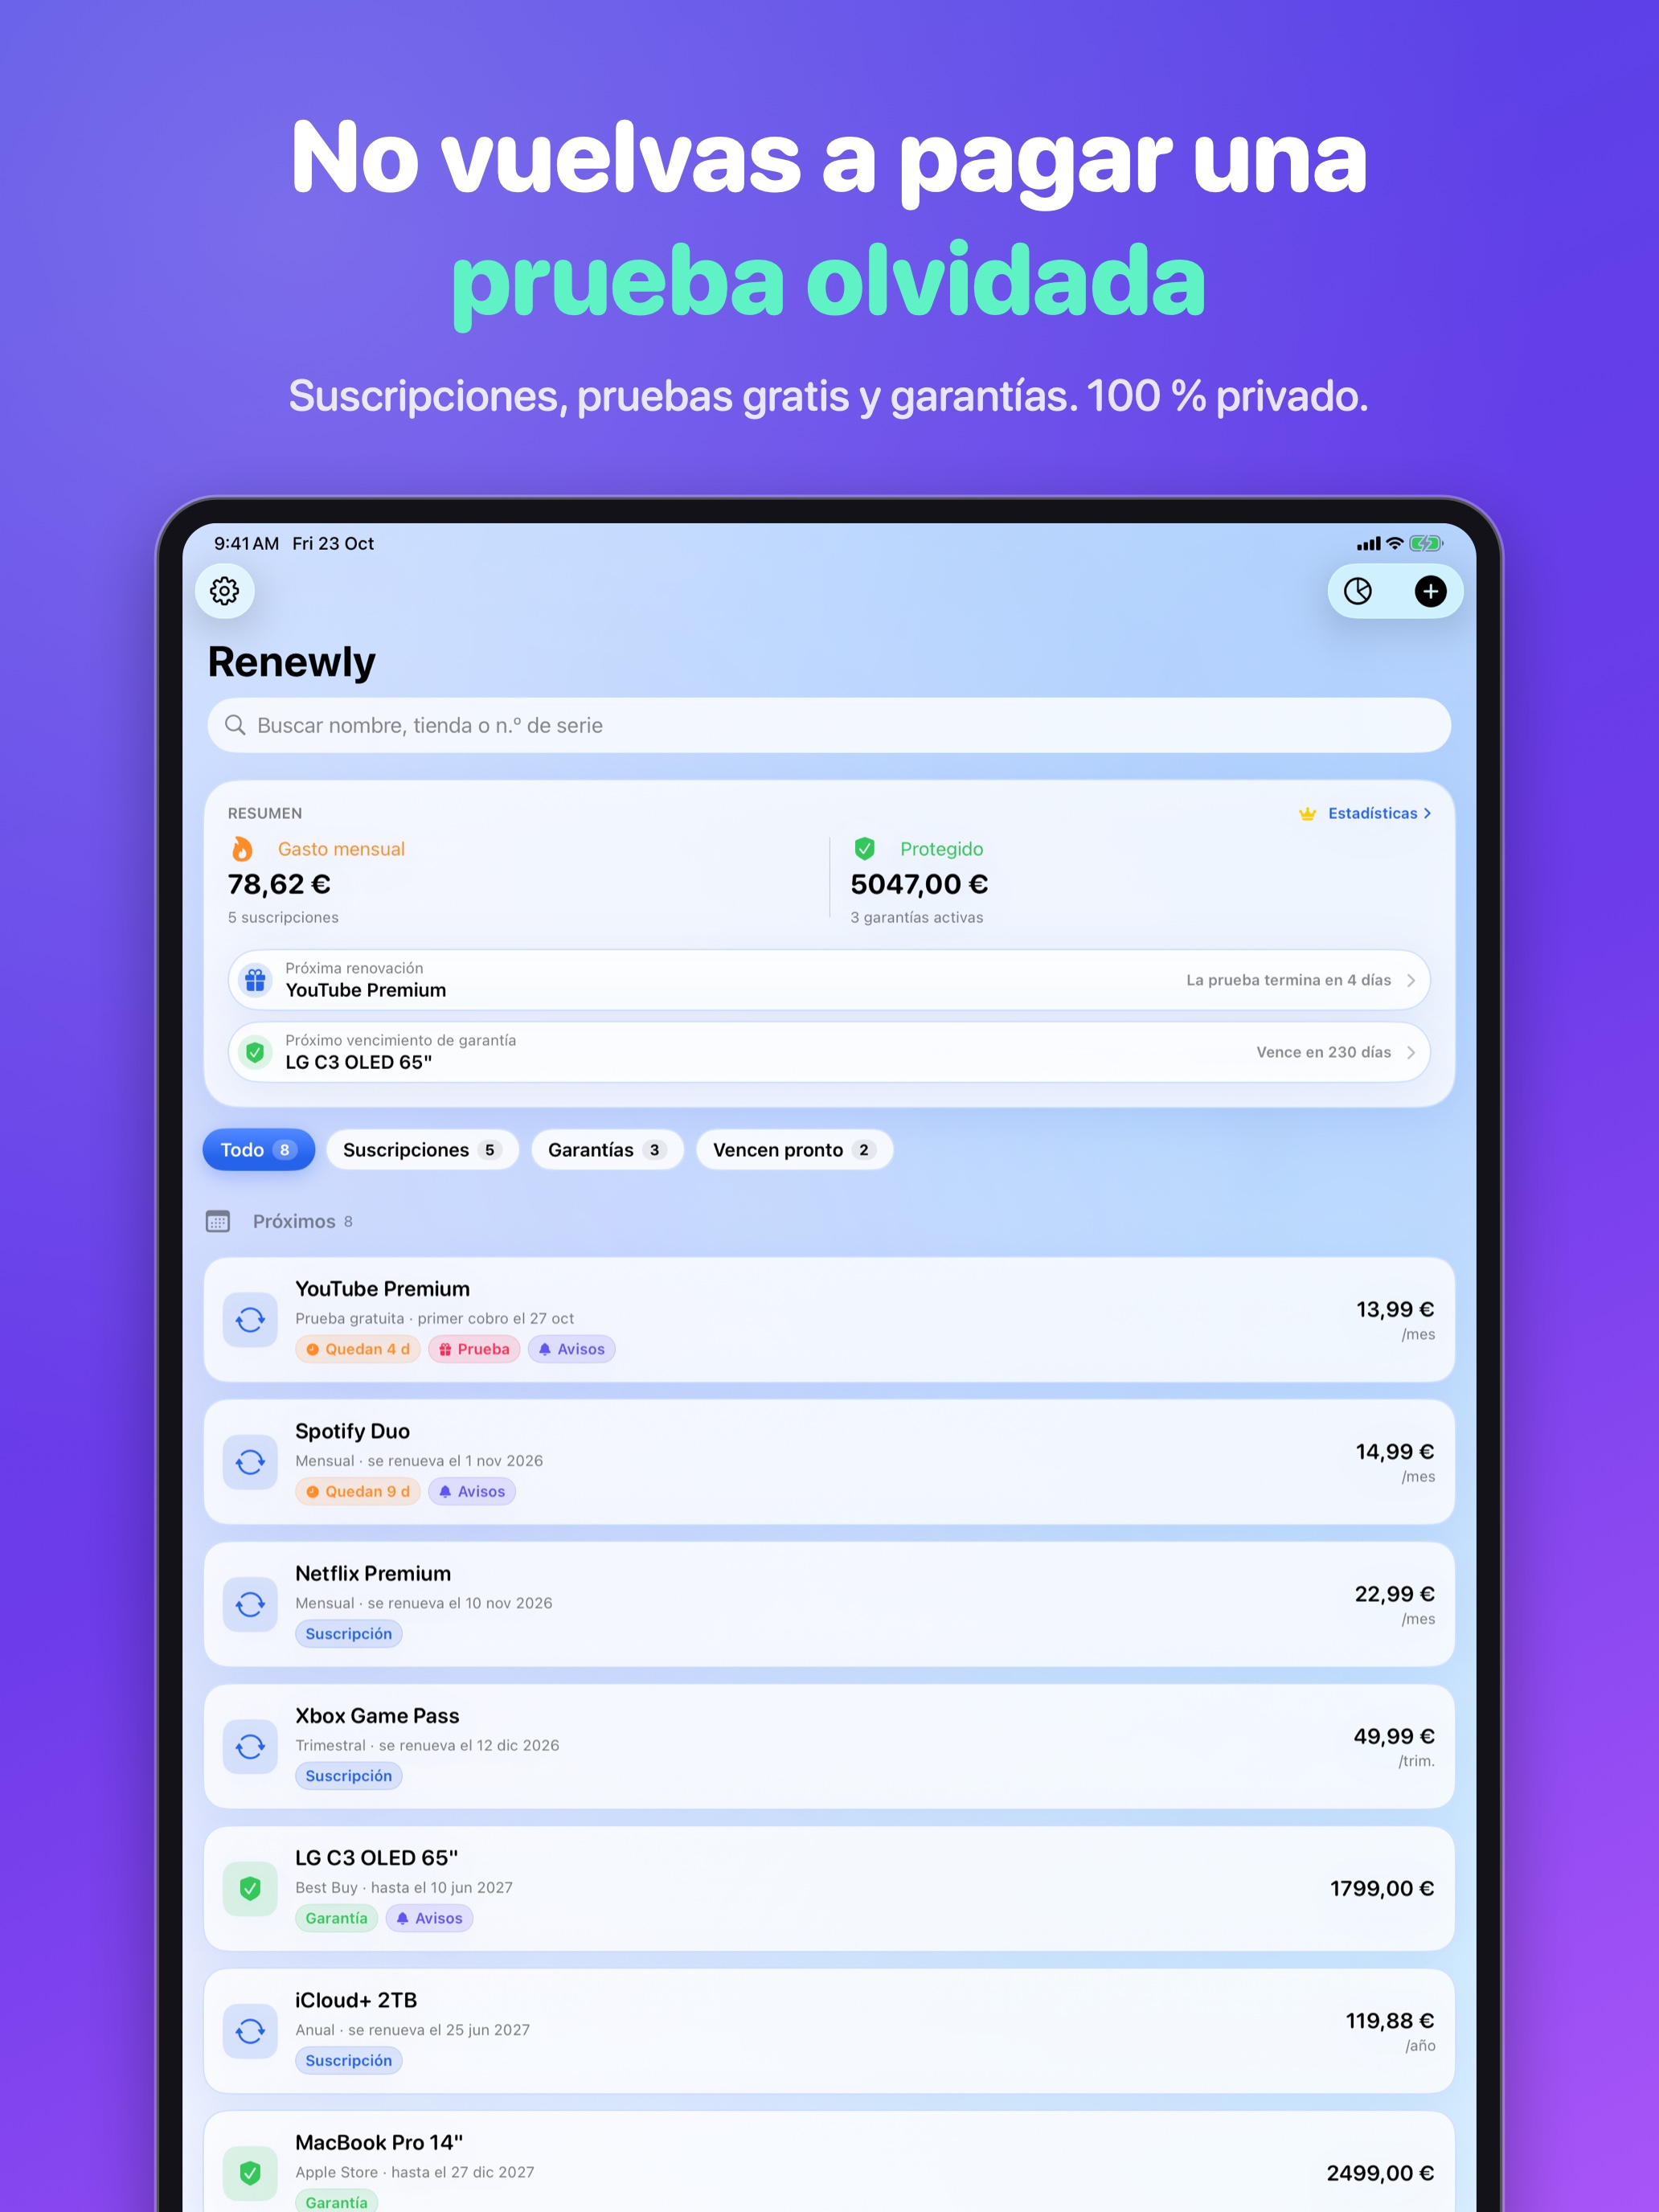 No vuelvas a pagar una
prueba olvidada
Suscripciones, pruebas gratis y garantías. 100 % privado.
9:41 AM Fri 23 Oct
Renewly
Buscar nombre, tienda o n.º de serie
RESUMEN
Estadísticas
Gasto mensual
78,62 €
5 suscripciones
Protegido
5047,00 €
3 garantías activas
Próxima renovación
YouTube Premium
La prueba termina en 4 días
Próximo vencimiento de garantía
LG C3 OLED 65"
Vence en 230 días
Todo 8
Suscripciones 5
Garantías 3
Vencen pronto 2
Próximos 8
YouTube Premium
Prueba gratuita · primer cobro el 27 oct
Quedan 4 d
Prueba
Avisos
13,99 €
/mes
Spotify Duo
Mensual · se renueva el 1 nov 2026
Quedan 9 d
Avisos
14,99 €
/mes
Netflix Premium
Mensual · se renueva el 10 nov 2026
Suscripción
22,99 €
/mes
Xbox Game Pass
Trimestral · se renueva el 12 dic 2026
Suscripción
49,99 €
/trim.
LG C3 OLED 65"
Best Buy · hasta el 10 jun 2027
Garantía
Avisos
1799,00 €
iCloud+ 2TB
Anual · se renueva el 25 jun 2027
Suscripción
119,88 €
/año
MacBook Pro 14"
Apple Store · hasta el 27 dic 2027
Garantía
2499,00 €